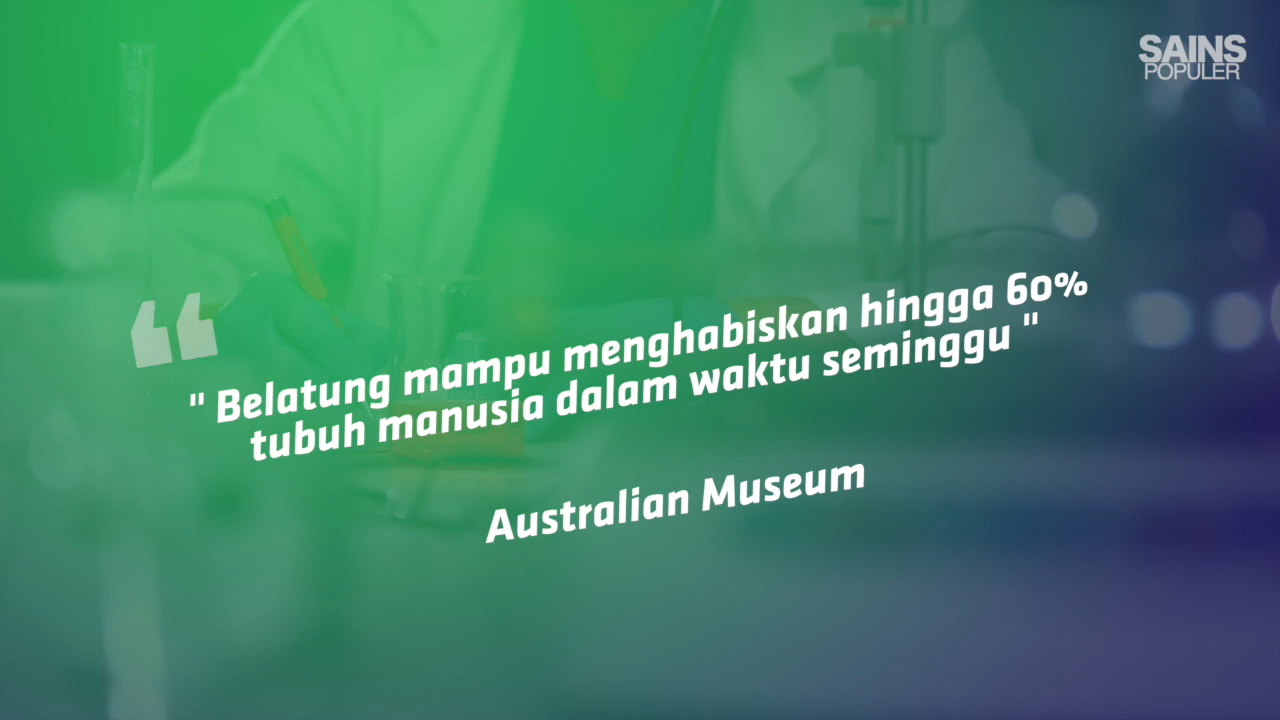 SAINS
POPULER
" Belatung mampu menghabiskan hingga 60%
tubuh manusia dalam waktu seminggu "
Australian Museum